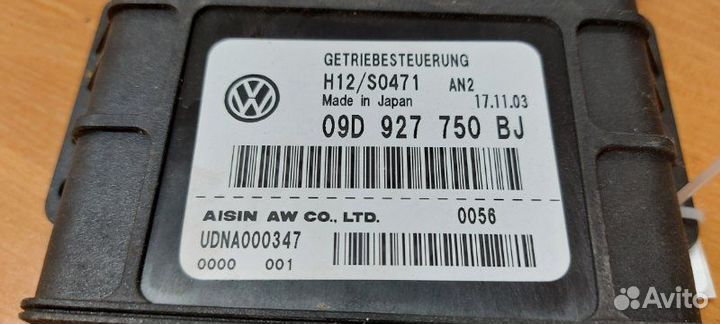 GETRIEBESTEUERUNG
H12/S0471 AN2
Made in Japan 17.11.03
09D 927 750 BJ
AISIN AW CO., LTD. 0056
UDNA000347
0000 001
Avito